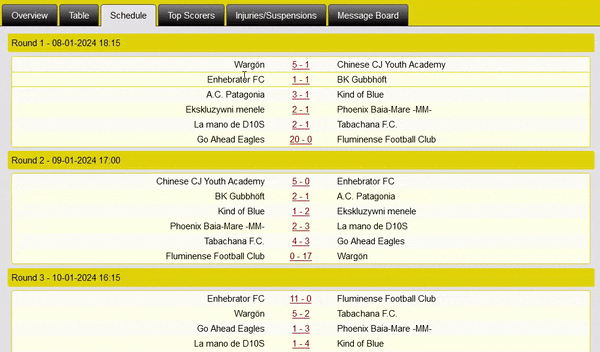 Overview Table Schedule Top Scorers Injuries/Suspensions Message Board
Round 1 - 08-01-2024 18:15
Wargön 5 - 1 Chinese CJ Youth Academy
Enhebrator FC 1 - 1 BK Gubbhöft
A.C. Patagonia 3 - 1 Kind of Blue
Ekskluzywni menele 2 - 1 Phoenix Baia-Mare -MM-
La mano de D10S 2 - 1 Tabachana F.C.
Go Ahead Eagles 20 - 0 Fluminense Football Club
Round 2 - 09-01-2024 17:00
Chinese CJ Youth Academy 5 - 0 Enhebrator FC
BK Gubbhöft 2 - 1 A.C. Patagonia
Kind of Blue 1 - 2 Ekskluzywni menele
Phoenix Baia-Mare -MM- 2 - 3 La mano de D10S
Tabachana F.C. 4 - 3 Go Ahead Eagles
Fluminense Football Club 0 - 17 Wargön
Round 3 - 10-01-2024 16:15
Enhebrator FC 11 - 0 Fluminense Football Club
Wargön 5 - 2 Tabachana F.C.
Go Ahead Eagles 1 - 3 Phoenix Baia-Mare -MM-
La mano de D10S 1 - 4 Kind of Blue